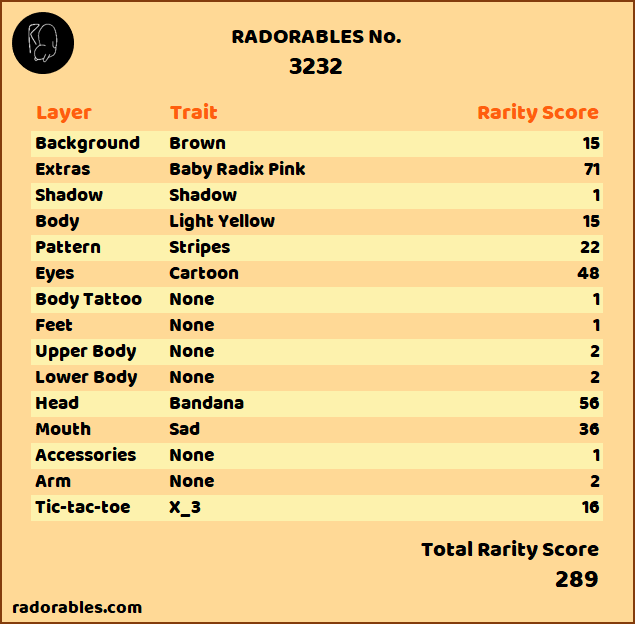 RADORABLES No.
3232
Layer Trait Rarity Score
Background Brown 15
Extras Baby Radix Pink 71
Shadow Shadow 1
Body Light Yellow 15
Pattern Stripes 22
Eyes Cartoon 48
Body Tattoo None 1
Feet None 1
Upper Body None 2
Lower Body None 2
Head Bandana 56
Mouth Sad 36
Accessories None 1
Arm None 2
Tic-tac-toe X_3 16
Total Rarity Score
289
radorables.com